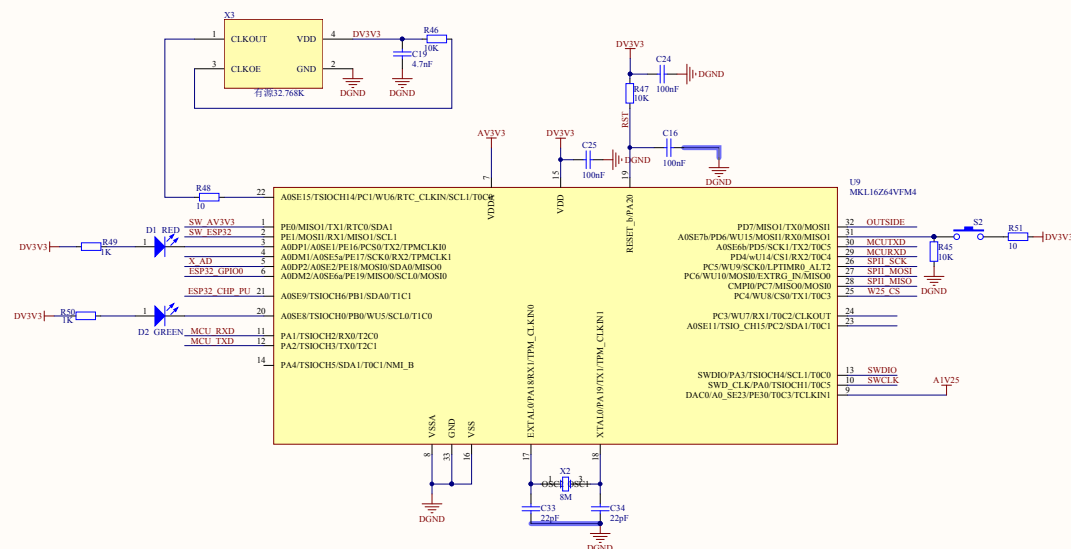 X3
1 CLKOUT VDD 4 DV3V3
3 CLKOE GND 2
有源32.768K
R46
10K
C19
4.7nF
DGND
DGND
DV3V3
C24
100nF
DGND
R47
10K
RST
C16
100nF
DGND
AV3V3
DV3V3
C25
100nF
DGND
7
15
19
VDDA
VDD
RESET_b/PA20
U9
MKL16Z64VFM4
R48
10
22 A0SE15/TSIOCH14/PC1/WU6/RTC_CLKIN/SCL1/T0C0
SW_AV3V3 1 PE0/MISO1/TX1/RTC0/SDA1
SW_ESP32 2 PE1/MOSI1/RX1/MISO1/SCL1
3 A0DP1/A0SE1/PE16/PCS0/TX2/TPMCLKI0
4 A0DM1/A0SE5a/PE17/SCK0/RX2/TPMCLK1
X_AD 5 A0DP2/A0SE2/PE18/MOSI0/SDA0/MISO0
ESP32_GPIO0 6 A0DM2/A0SE6a/PE19/MISO0/SCL0/MOSI0
ESP32_CHP_PU 21 A0SE9/TSIOCH6/PB1/SDA0/T1C1
20 A0SE8/TSIOCH0/PB0/WU5/SCL0/T1C0
MCU_RXD 11 PA1/TSIOCH2/RX0/T2C0
MCU_TXD 12 PA2/TSIOCH3/TX0/T2C1
14 PA4/TSIOCH5/SDA1/T0C1/NMI_B
D1 RED
DV3V3
R49
1K
1
DV3V3
R50
1K
1
D2 GREEN
PD7/MISO1/TX0/MOSI1 32 OUTSIDE
A0SE7b/PD6/WU15/MOSI1/RX0/MISO1 31
A0SE6b/PD5/SCK1/TX2/T0C5 30 MCUTXD
PD4/wU14/CS1/RX2/T0C4 29 MCURXD
PC5/WU9/SCK0/LPTIMR0_ALT2 26 SPI1_SCK
PC6/WU10/MOSI0/EXTRG_IN/MISO0 27 SPI1_MOSI
CMPI0/PC7/MISO0/MOSI0 28 SPI1_MISO
PC4/WU8/CS0/TX1/T0C3 25 W25_CS
PC3/WU7/RX1/T0C2/CLKOUT 24
A0SE11/TSIO_CH15/PC2/SDA1/T0C1 23
SWDIO/PA3/TSIOCH4/SCL1/T0C0 13 SWDIO
SWD_CLK/PA0/TSIOCH1/T0C5 10 SWCLK
DAC0/A0_SE23/PE30/T0C3/TCLKIN1 9
A1V25
S2
R51
10
DV3V3
R45
10K
DGND
VSSA
GND
VSS
EXTAL0/PA18/RX1/TPM_CLKIN0
XTAL0/PA19/TX1/TPM_CLKIN1
8
33
16
17
18
DGND
X2
1
3
8M
C33
22pF
C34
22pF
DGND